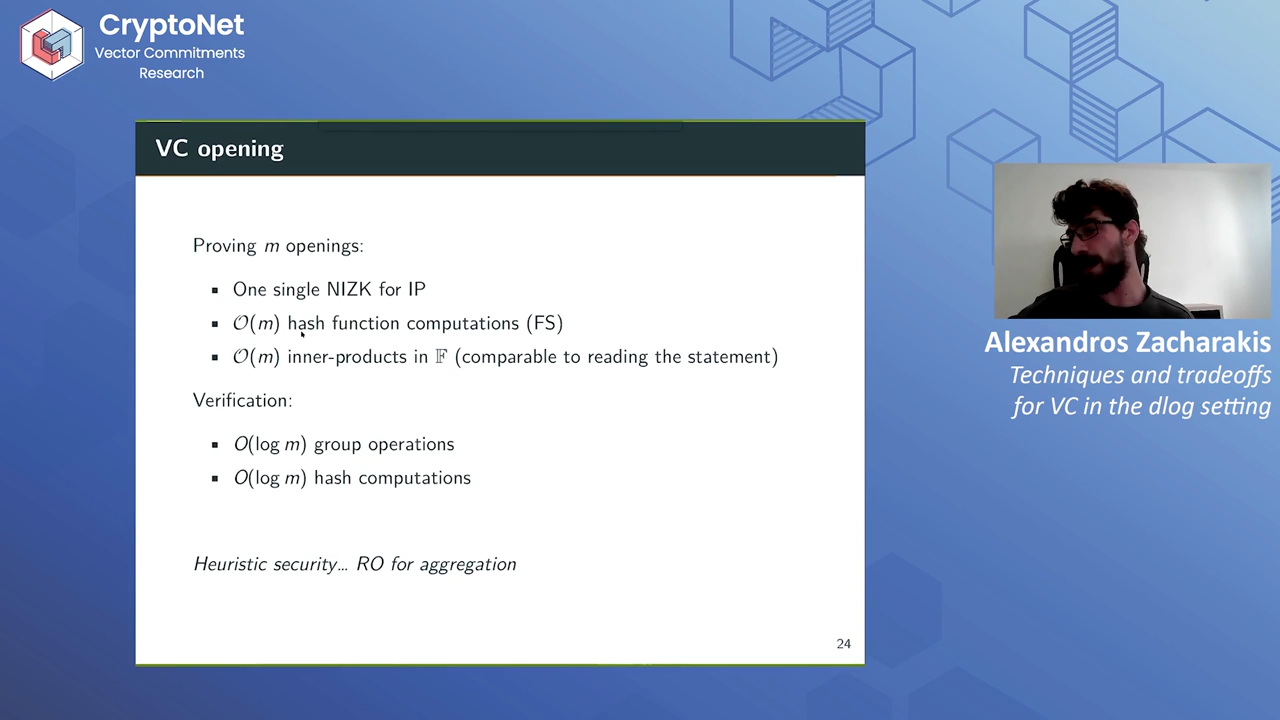 CryptoNet
Vector Commitments
Research
VC opening
Proving m openings:
▪ One single NIZK for IP
▪ 𝒪(m) hash function computations (FS)
▪ 𝒪(m) inner-products in 𝔽 (comparable to reading the statement)
Verification:
▪ O(log m) group operations
▪ O(log m) hash computations
Heuristic security... RO for aggregation
24
Alexandros Zacharakis
Techniques and tradeoffs
for VC in the dlog setting